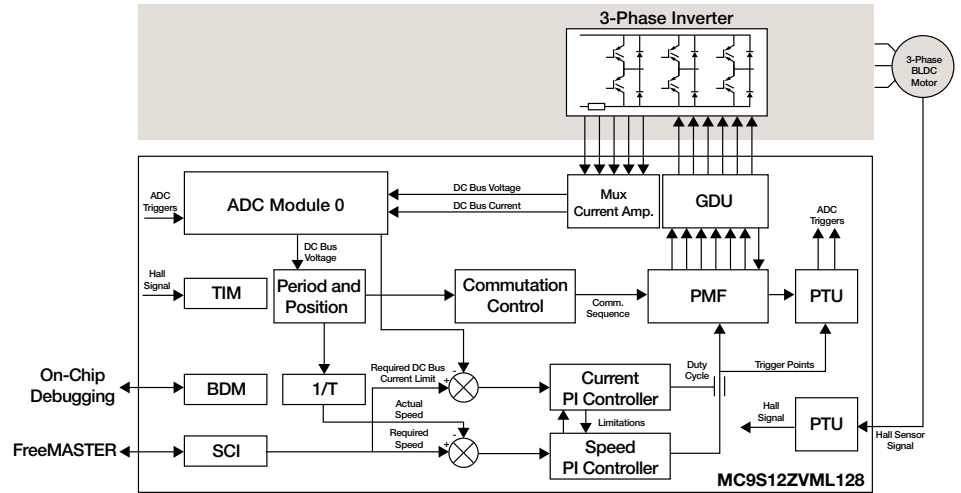 3-Phase Inverter
3-Phase
BLDC
Motor
ADC
Triggers
ADC Module 0
DC Bus Voltage
DC Bus Current
Mux
Current Amp.
GDU
ADC
Triggers
DC Bus
Voltage
Hall
Signal
TIM
Period and
Position
Commutation
Control
Comm.
Sequence
PMF
PTU
On-Chip
Debugging
BDM
1/T
Required DC Bus
Current Limit
-
+
Current
PI Controller
Duty
Cycle
Trigger Points
Actual
Speed
Limitations
Hall
Signal
PTU
Hall Sensor
Signal
FreeMASTER
SCI
Required
Speed
-
+
Speed
PI Controller
MC9S12ZVML128